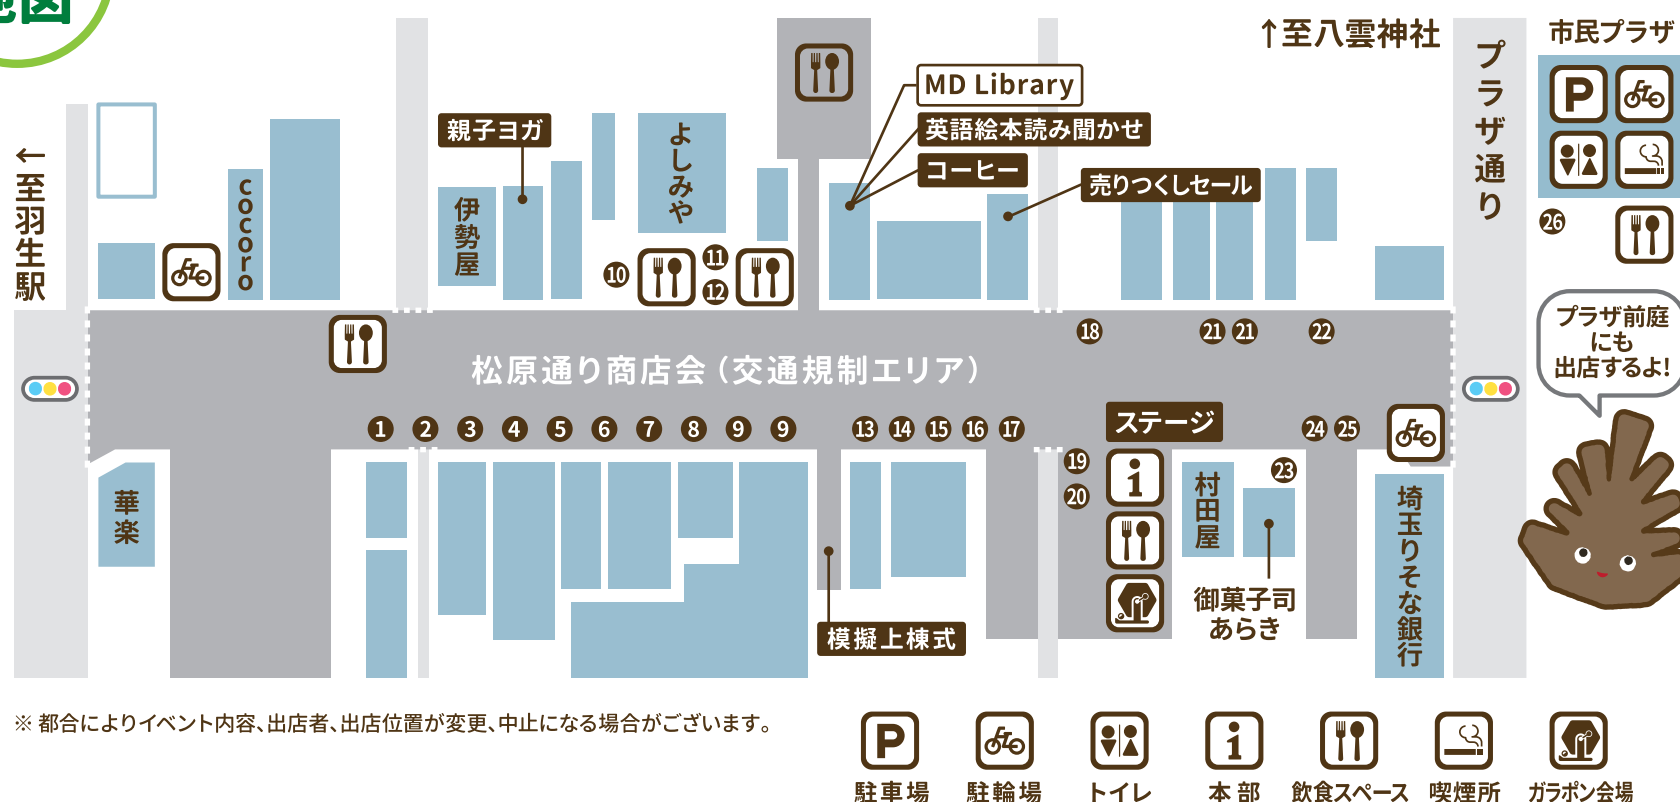 地図
↑至八雲神社
プラザ通り
市民プラザ
P
26
MD Library
英語絵本読み聞かせ
コーヒー
親子ヨガ
売りつくしセール
←至羽生駅
cocoro
伊勢屋
よしみや
10
11
12
18
21
21
22
プラザ前庭
にも
出店するよ!
松原通り商店会（交通規制エリア）
1
2
3
4
5
6
7
8
9
9
13
14
15
16
17
19
20
ステージ
i
24
25
23
華楽
村田屋
御菓子司
あらき
埼玉りそな銀行
模擬上棟式
※ 都合によりイベント内容、出店者、出店位置が変更、中止になる場合がございます。
P
i
駐車場
駐輪場
トイレ
本部
飲食スペース
喫煙所
ガラポン会場